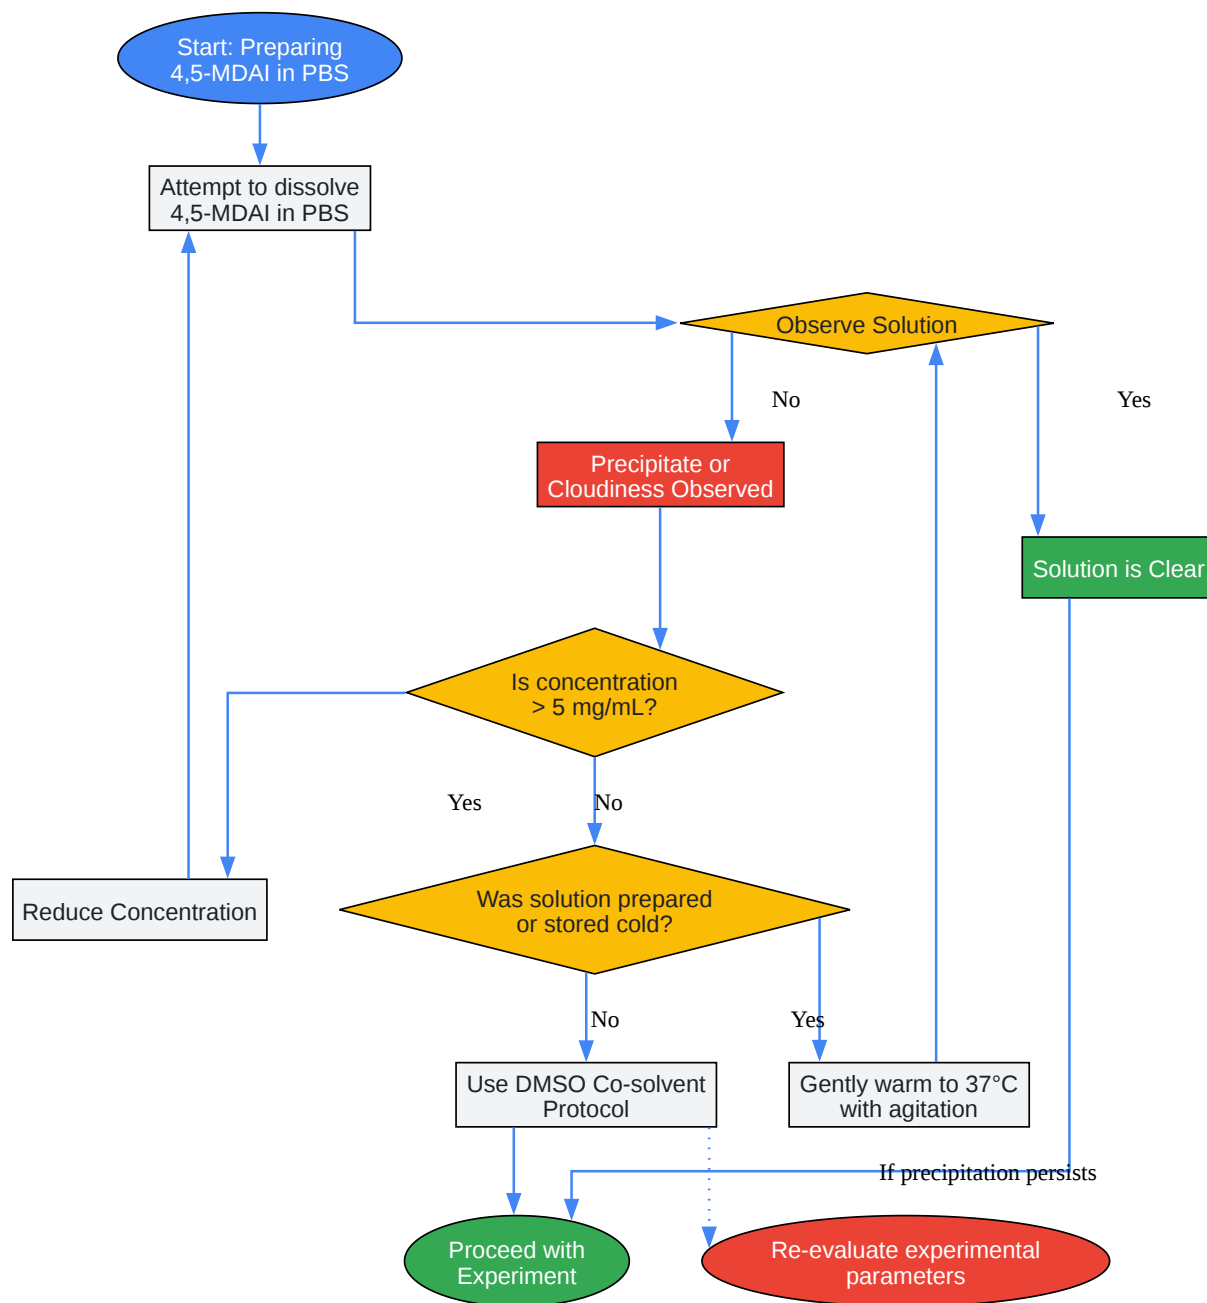 Start: Preparing
4,5-MDAI in PBS
Attempt to dissolve
4,5-MDAI in PBS
Observe Solution
No
Yes
Precipitate or
Cloudiness Observed
Solution is Clear
Is concentration
> 5 mg/mL?
Yes
No
Reduce Concentration
Was solution prepared
or stored cold?
No
Yes
Use DMSO Co-solvent
Protocol
Gently warm to 37°C
with agitation
If precipitation persists
Proceed with
Experiment
Re-evaluate experimental
parameters